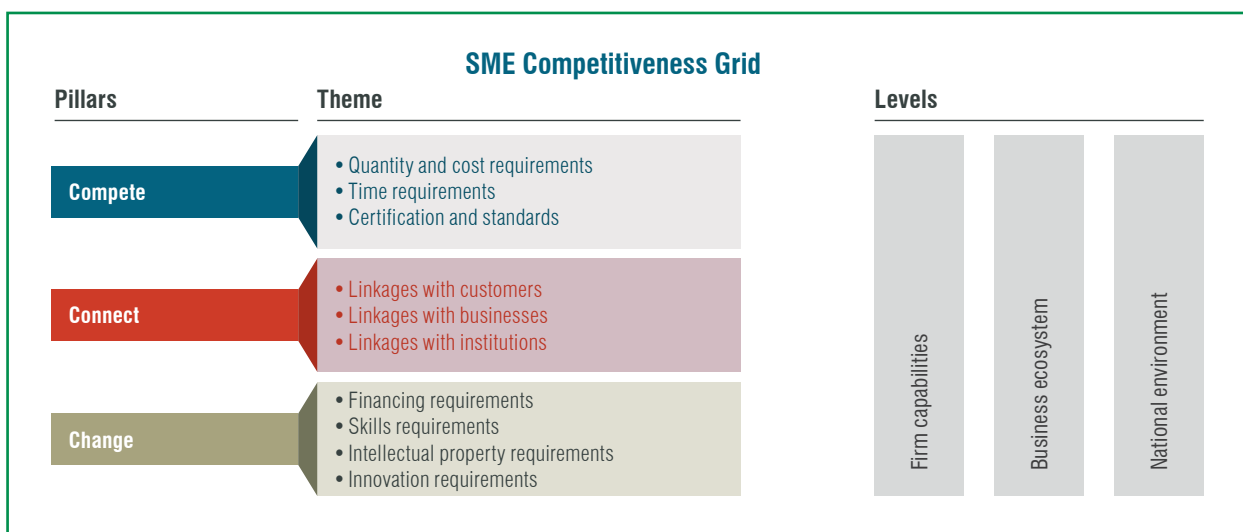 SME Competitiveness Grid
Pillars
Theme
Levels
Compete
• Quantity and cost requirements
• Time requirements
• Certification and standards
Connect
• Linkages with customers
• Linkages with businesses
• Linkages with institutions
Change
• Financing requirements
• Skills requirements
• Intellectual property requirements
• Innovation requirements
Firm capabilities
Business ecosystem
National environment